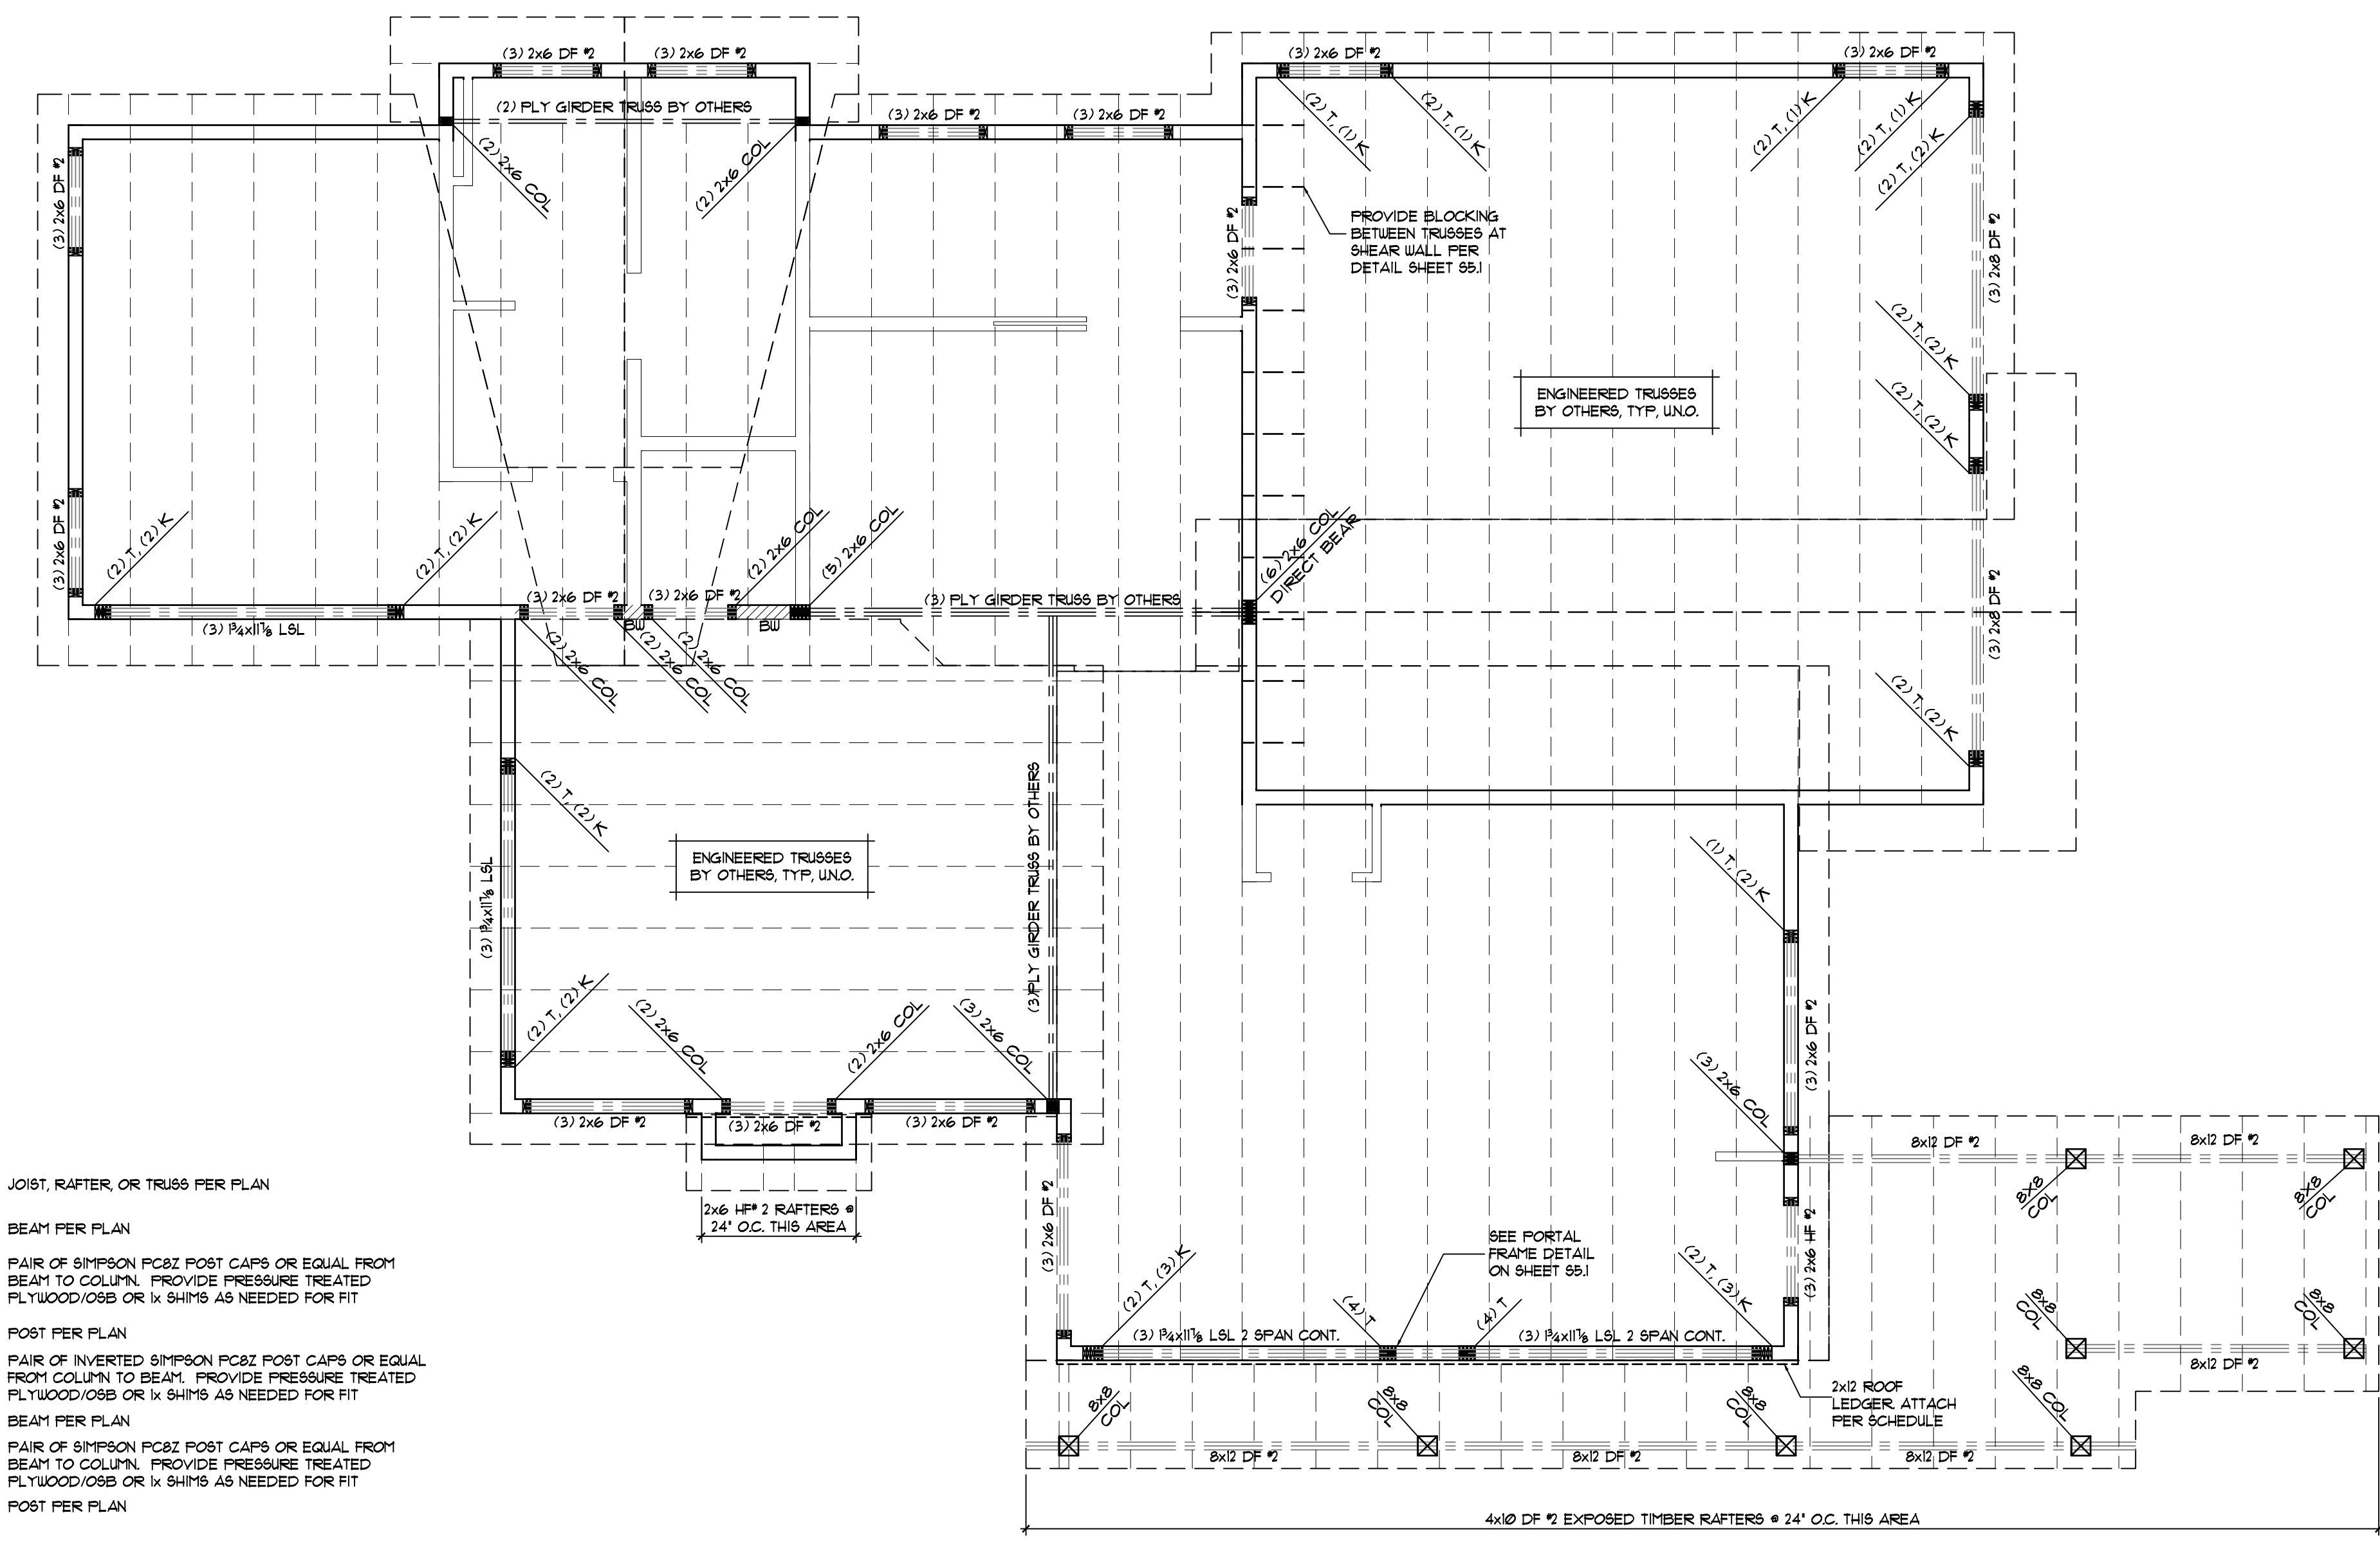 (3) 2x6 DF #2
(3) 2x6 DF #2
(3) 2x6 DF #2
(3) 2x6 DF #2
(2) PLY GIRDER TRUSS BY OTHERS
(3) 2x6 DF #2
(3) 2x6 DF #2
(2) 2x6 COL
(2) 2x6 COL
(2) T, (1) K
(2) T, (1) K
(2) T, (1) K
(2) T, (1) K
(2) T, (2) K
(3) 2x6 DF #2
(3) 2x6 DF #2
PROVIDE BLOCKING
BETWEEN TRUSSES AT
SHEAR WALL PER
DETAIL SHEET S5.1
(3) 2x8 DF #2
(2) T, (2) K
(2) T, (2) K
ENGINEERED TRUSSES
BY OTHERS, TYP, U.N.O.
(3) 2x6 DF #2
(2) T, (2) K
(2) T, (2) K
(2) 2x6 COL
(5) 2x6 COL
(6) 2x6 COL
DIRECT BEAR
(3) 1¾x11⅞ LSL
(3) 2x6 DF #2
(3) 2x6 DF #2
BW
BW
(3) PLY GIRDER TRUSS BY OTHERS
(3) 2x8 DF #2
(2) 2x6 COL
(2) 2x6 COL
(2) 2x6 COL
(2) T, (2) K
(2) T, (2) K
(3) 1¾x11⅞ LSL
ENGINEERED TRUSSES
BY OTHERS, TYP, U.N.O.
(3)PLY GIRDER TRUSS BY OTHERS
(1) T, (2) K
(2) T, (2) K
(2) 2x6 COL
(2) 2x6 COL
(3) 2x6 COL
(3) 2x6 DF #2
(3) 2x6 COL
(3) 2x6 DF #2
(3) 2x6 DF #2
(3) 2x6 DF #2
8x12 DF #2
8x12 DF #2
8X8
COL
8X8
COL
2x6 HF# 2 RAFTERS @
24" O.C. THIS AREA
(3) 2x6 DF #2
(2) T, (3) K
SEE PORTAL
FRAME DETAIL
ON SHEET S5.1
(2) T, (3) K
(3) 2x6 HF #2
(4) T
(4) T
(3) 1¾x11⅞ LSL 2 SPAN CONT.
(3) 1¾x11⅞ LSL 2 SPAN CONT.
8x8
COL
8x8
COL
8x12 DF #2
8x8
COL
8x8
COL
8x8
COL
2x12 ROOF
LEDGER. ATTACH
PER SCHEDULE
8x8 COL
8x12 DF #2
8x12 DF #2
8x12 DF #2
4x10 DF #2 EXPOSED TIMBER RAFTERS @ 24" O.C. THIS AREA
JOIST, RAFTER, OR TRUSS PER PLAN
BEAM PER PLAN
PAIR OF SIMPSON PC8Z POST CAPS OR EQUAL FROM
BEAM TO COLUMN. PROVIDE PRESSURE TREATED
PLYWOOD/OSB OR 1x SHIMS AS NEEDED FOR FIT
POST PER PLAN
PAIR OF INVERTED SIMPSON PC8Z POST CAPS OR EQUAL
FROM COLUMN TO BEAM. PROVIDE PRESSURE TREATED
PLYWOOD/OSB OR 1x SHIMS AS NEEDED FOR FIT
BEAM PER PLAN
PAIR OF SIMPSON PC8Z POST CAPS OR EQUAL FROM
BEAM TO COLUMN. PROVIDE PRESSURE TREATED
PLYWOOD/OSB OR 1x SHIMS AS NEEDED FOR FIT
POST PER PLAN